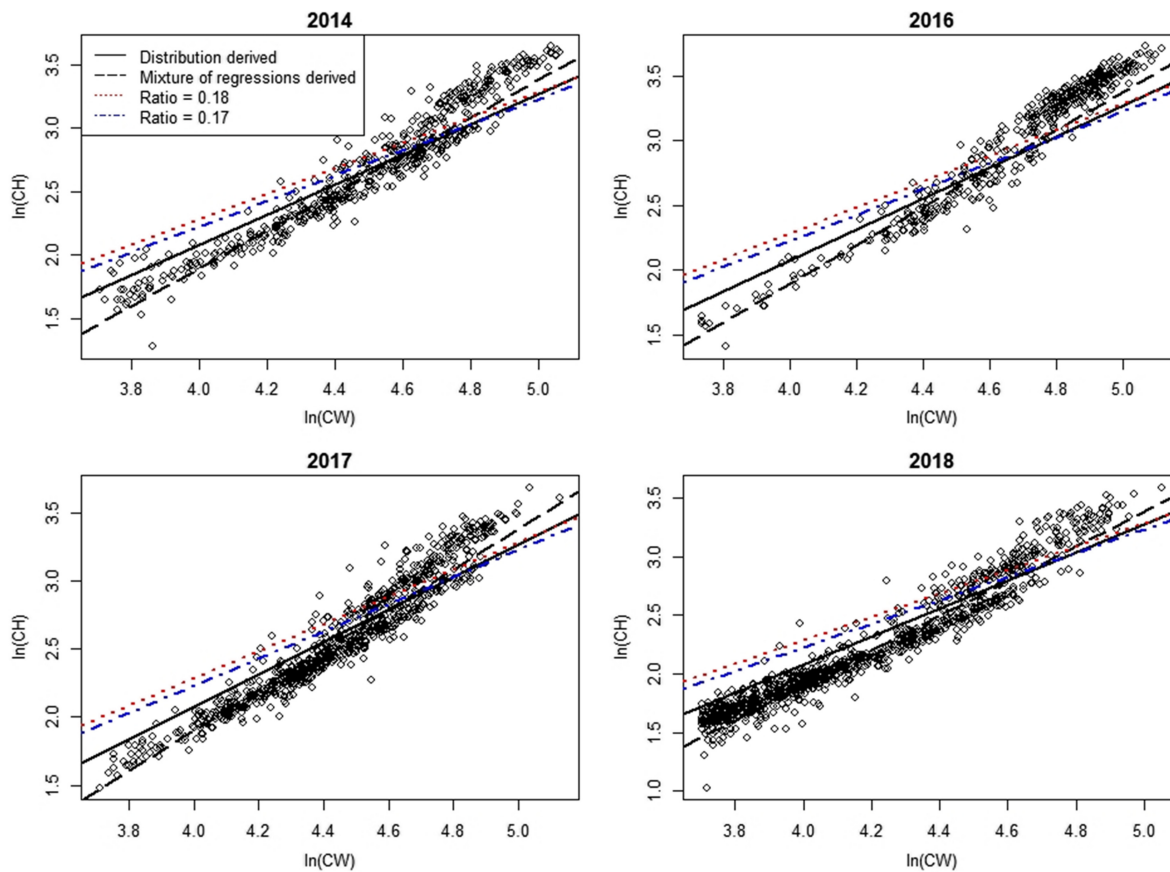 2014
Distribution derived
Mixture of regressions derived
Ratio = 0.18
Ratio = 0.17
ln(CH)
3.5
3.0
2.5
2.0
1.5
3.8 4.0 4.2 4.4 4.6 4.8 5.0
ln(CW)
2016
ln(CH)
3.5
3.0
2.5
2.0
1.5
3.8 4.0 4.2 4.4 4.6 4.8 5.0
ln(CW)
2017
ln(CH)
3.5
3.0
2.5
2.0
1.5
3.8 4.0 4.2 4.4 4.6 4.8 5.0
ln(CW)
2018
ln(CH)
3.5
3.0
2.5
2.0
1.5
1.0
3.8 4.0 4.2 4.4 4.6 4.8 5.0
ln(CW)